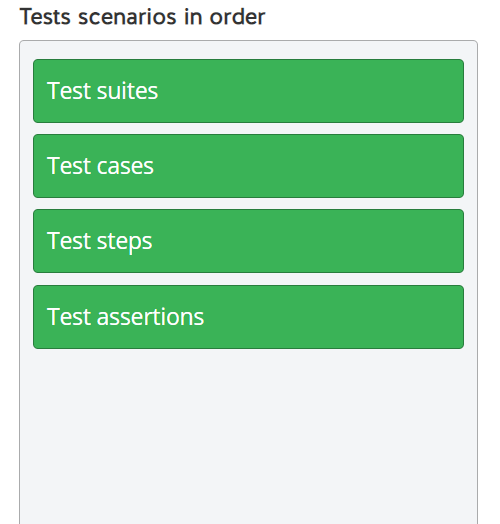 Tests scenarios in order
Test suites
Test cases
Test steps
Test assertions